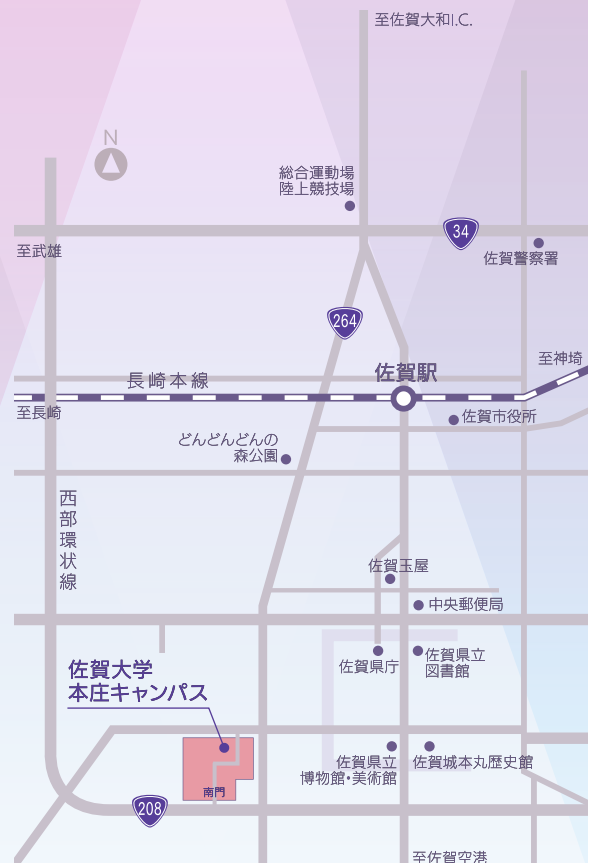 至佐賀大和I.C.
N
総合運動場
陸上競技場
34
至武雄
佐賀警察署
264
至神埼
佐賀駅
長崎本線
至長崎
佐賀市役所
どんどんどんの
森公園
西部環状線
佐賀玉屋
中央郵便局
佐賀県庁
佐賀県立
図書館
佐賀大学
本庄キャンパス
佐賀県立
博物館・美術館
佐賀城本丸歴史館
南門
208
至佐賀空港